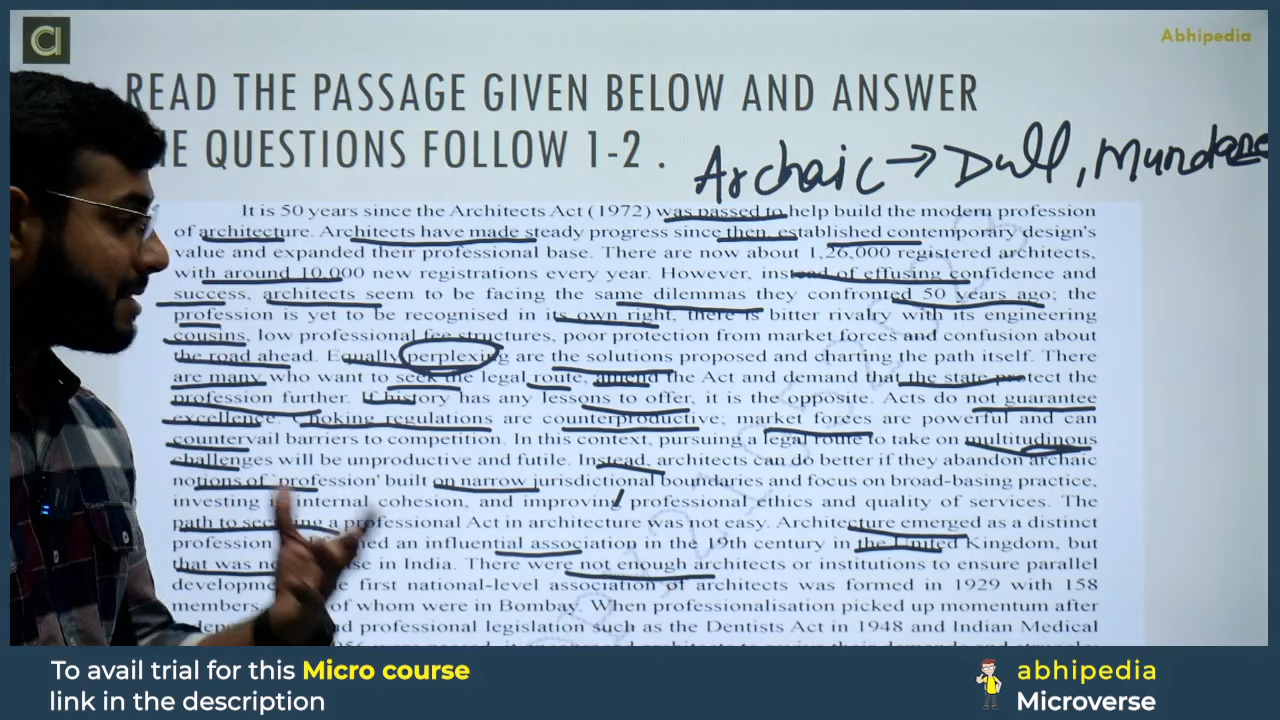 Abhipedia
READ THE PASSAGE GIVEN BELOW AND ANSWER
QUESTIONS FOLLOW 1-2 .
Archaic → Dull, Mundane
It is 50 years since the Architects Act (1972) was passed to help build the modern profession
of architecture. Architects have made steady progress since then, established contemporary design's
value and expanded their professional base. There are now about 1,26,000 registered architects,
with around 10,000 new registrations every year. However, instead of effusing confidence and
success, architects seem to be facing the same dilemmas they confronted 50 years ago; the
profession is yet to be recognised in its own right, there is bitter rivalry with its engineering
cousins, low professional fee structures, poor protection from market forces and confusion about
the road ahead. Equally perplexing are the solutions proposed and charting the path itself. There
are many who want to seek the legal route, amend the Act and demand that the state protect the
profession further. If history has any lessons to offer, it is the opposite. Acts do not guarantee
excellence. Choking regulations are counterproductive; market forces are powerful and can
countervail barriers to competition. In this context, pursuing a legal route to take on multitudinous
challenges will be unproductive and futile. Instead, architects can do better if they abandon archaic
notions of 'profession' built on narrow jurisdictional boundaries and focus on broad-basing practice,
investing in internal cohesion, and improving professional ethics and quality of services. The
path to a professional Act in architecture was not easy. Architecture emerged as a distinct
profession an influential association in the 19th century in the United Kingdom, but
that was in India. There were not enough architects or institutions to ensure parallel
first national-level association of architects was formed in 1929 with 158
members, of whom were in Bombay. When professionalisation picked up momentum after
professional legislation such as the Dentists Act in 1948 and Indian Medical
To avail trial for this Micro course
link in the description
abhipedia
Microverse